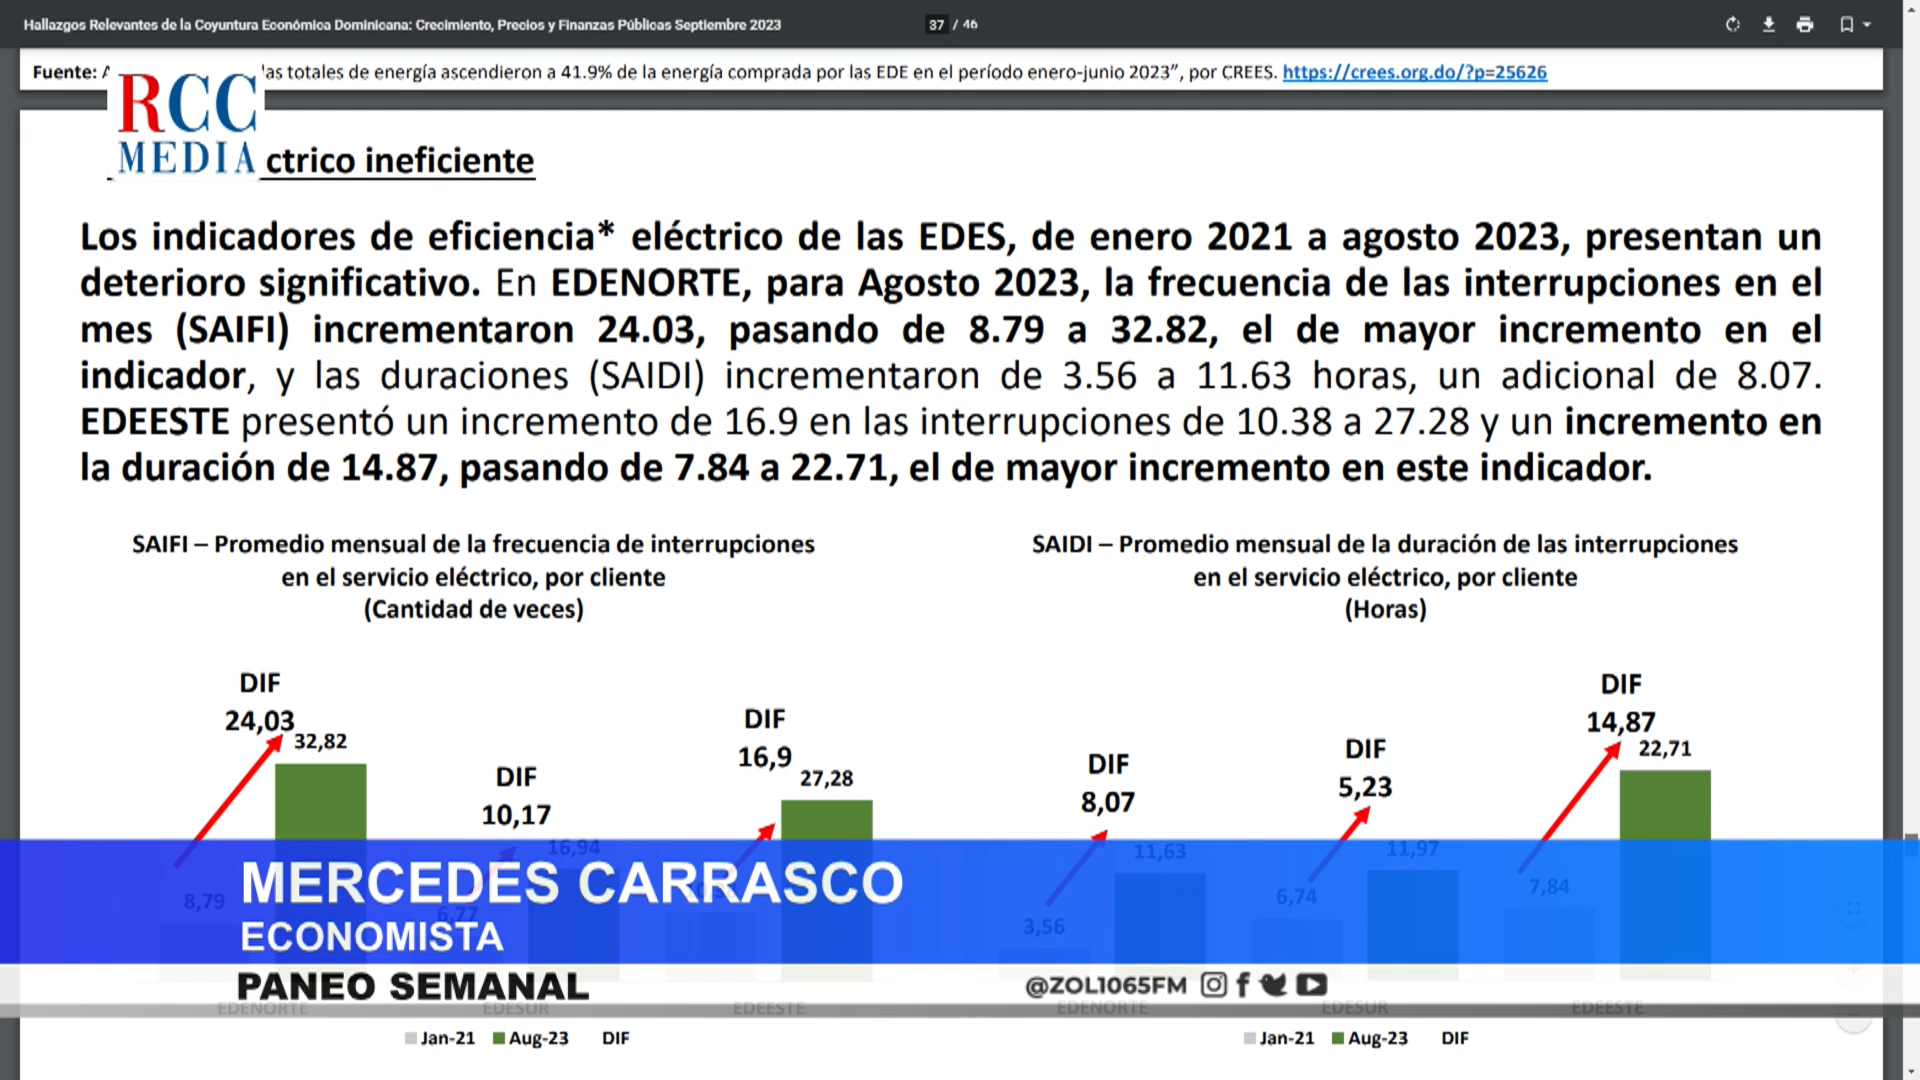 Hallazgos Relevantes de la Coyuntura Económica Dominicana: Crecimiento, Precios y Finanzas Públicas Septiembre 2023
37 / 46
Fuente: las totales de energía ascendieron a 41.9% de la energía comprada por las EDE en el período enero-junio 2023”, por CREES. https://crees.org.do/?p=25626
RCC
MEDIA
ctrico ineficiente
Los indicadores de eficiencia* eléctrico de las EDES, de enero 2021 a agosto 2023, presentan un
deterioro significativo. En EDENORTE, para Agosto 2023, la frecuencia de las interrupciones en el
mes (SAIFI) incrementaron 24.03, pasando de 8.79 a 32.82, el de mayor incremento en el
indicador, y las duraciones (SAIDI) incrementaron de 3.56 a 11.63 horas, un adicional de 8.07.
EDEESTE presentó un incremento de 16.9 en las interrupciones de 10.38 a 27.28 y un incremento en
la duración de 14.87, pasando de 7.84 a 22.71, el de mayor incremento en este indicador.
SAIFI – Promedio mensual de la frecuencia de interrupciones
en el servicio eléctrico, por cliente
(Cantidad de veces)
DIF
24,03
32,82
DIF
10,17
16,94
DIF
16,9
27,28
8,79
6,77
EDENORTE
EDESUR
EDEESTE
Jan-21 Aug-23 DIF
SAIDI – Promedio mensual de la duración de las interrupciones
en el servicio eléctrico, por cliente
(Horas)
DIF
8,07
11,63
DIF
5,23
11,97
DIF
14,87
22,71
3,56
6,74
7,84
EDENORTE
EDESUR
EDEESTE
Jan-21 Aug-23 DIF
MERCEDES CARRASCO
ECONOMISTA
PANEO SEMANAL
@ZOL1065FM